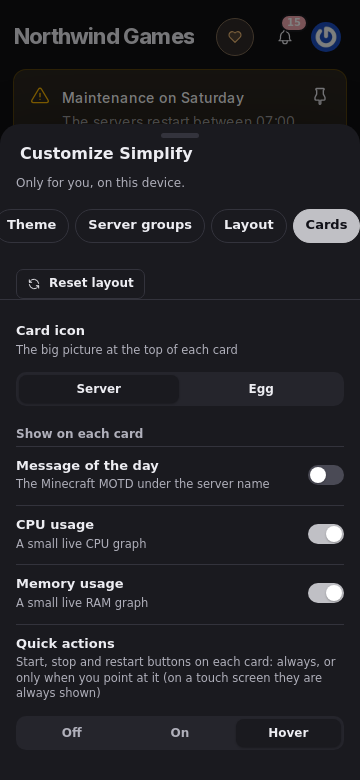 Northwind Games
15
Maintenance on Saturday
The servers restart between 07:00
Customize Simplify
Only for you, on this device.
Theme
Server groups
Layout
Cards
Reset layout
Card icon
The big picture at the top of each card
Server
Egg
Show on each card
Message of the day
The Minecraft MOTD under the server name
CPU usage
A small live CPU graph
Memory usage
A small live RAM graph
Quick actions
Start, stop and restart buttons on each card: always, or
only when you point at it (on a touch screen they are
always shown)
Off
On
Hover